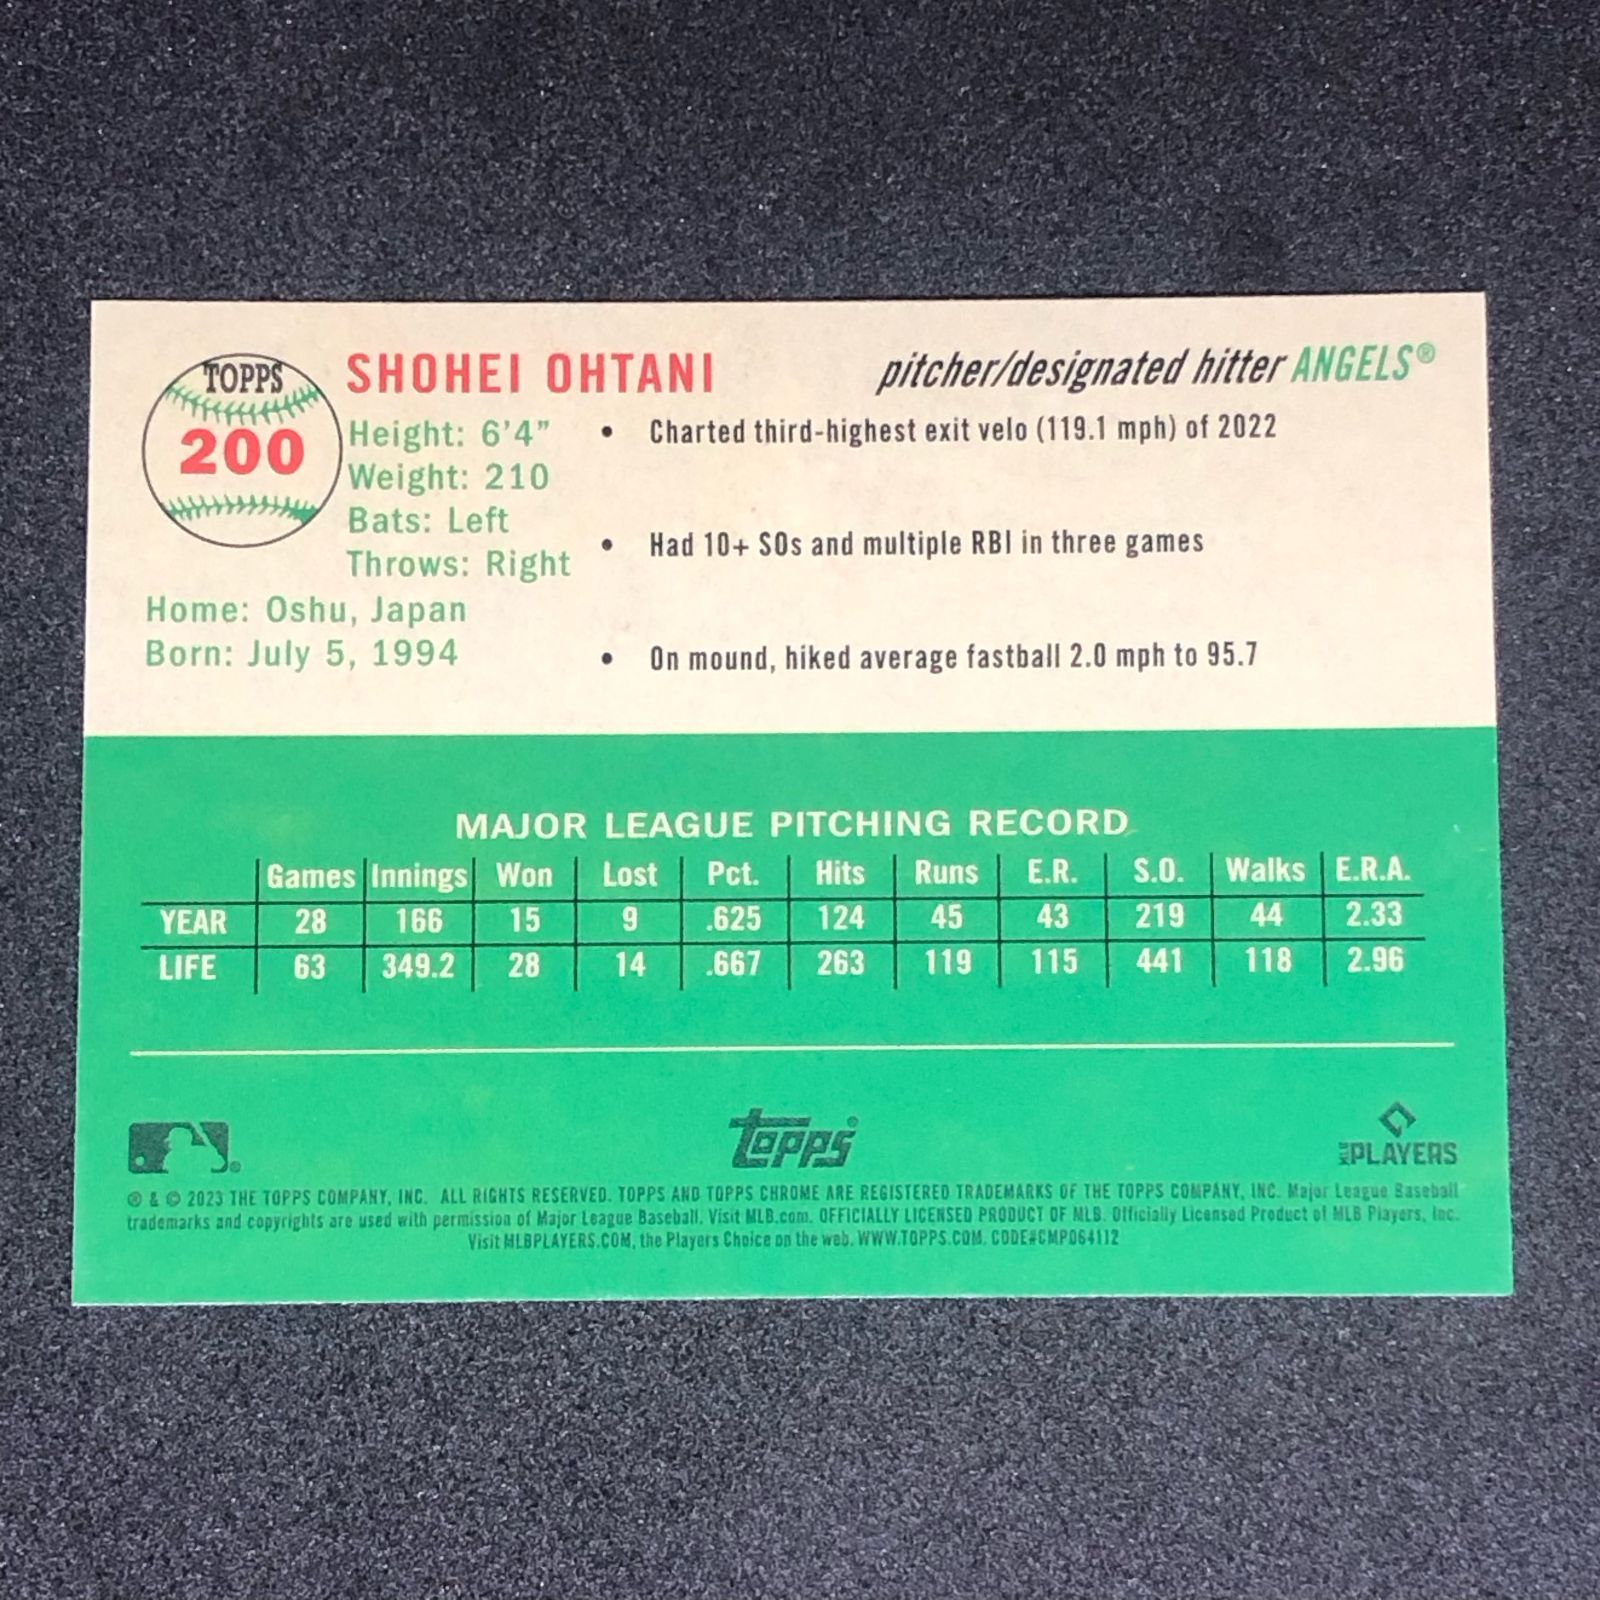 TOPPS
200
SHOHEI OHTANI
pitcher/designated hitter ANGELS®
Height: 6'4"
Weight: 210
Bats: Left
Throws: Right
Home: Oshu, Japan
Born: July 5, 1994
• Charted third-highest exit velo (119.1 mph) of 2022
• Had 10+ SOs and multiple RBI in three games
• On mound, hiked average fastball 2.0 mph to 95.7
MAJOR LEAGUE PITCHING RECORD
Games Innings Won Lost Pct. Hits Runs E.R. S.O. Walks E.R.A.
YEAR 28 166 15 9 .625 124 45 43 219 44 2.33
LIFE 63 349.2 28 14 .667 263 119 115 441 118 2.96
topps
PLAYERS
® & © 2023 THE TOPPS COMPANY, INC. ALL RIGHTS RESERVED. TOPPS AND TOPPS CHROME ARE REGISTERED TRADEMARKS OF THE TOPPS COMPANY, INC. Major League Baseball
trademarks and copyrights are used with permission of Major League Baseball. Visit MLB.com. OFFICIALLY LICENSED PRODUCT OF MLB. Officially Licensed Product of MLB Players, Inc.
Visit MLBPLAYERS.COM, the Players Choice on the web. WWW.TOPPS.COM. CODE#CMP064112